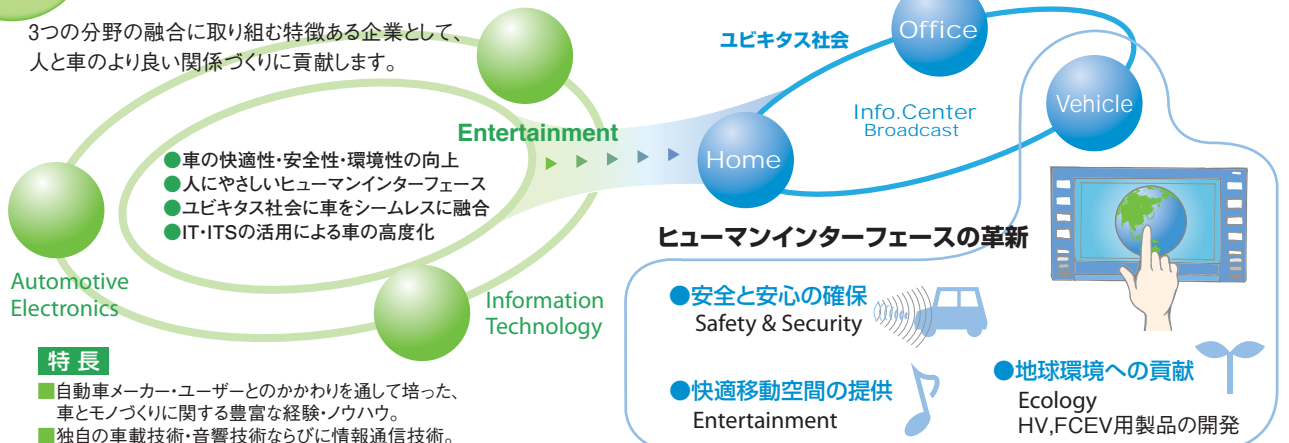 3つの分野の融合に取り組む特徴ある企業として、
人と車のより良い関係づくりに貢献します。
Entertainment
●車の快適性・安全性・環境性の向上
●人にやさしいヒューマンインターフェース
●ユビキタス社会に車をシームレスに融合
●IT・ITSの活用による車の高度化
Automotive
Electronics
Information
Technology
特長
■自動車メーカー・ユーザーとのかかわりを通して培った、
車とモノづくりに関する豊富な経験・ノウハウ。
■独自の車載技術・音響技術ならびに情報通信技術。
ユビキタス社会
Office
Info.Center
Broadcast
Vehicle
Home
ヒューマンインターフェースの革新
●安全と安心の確保
Safety & Security
●快適移動空間の提供
Entertainment
●地球環境への貢献
Ecology
HV,FCEV用製品の開発